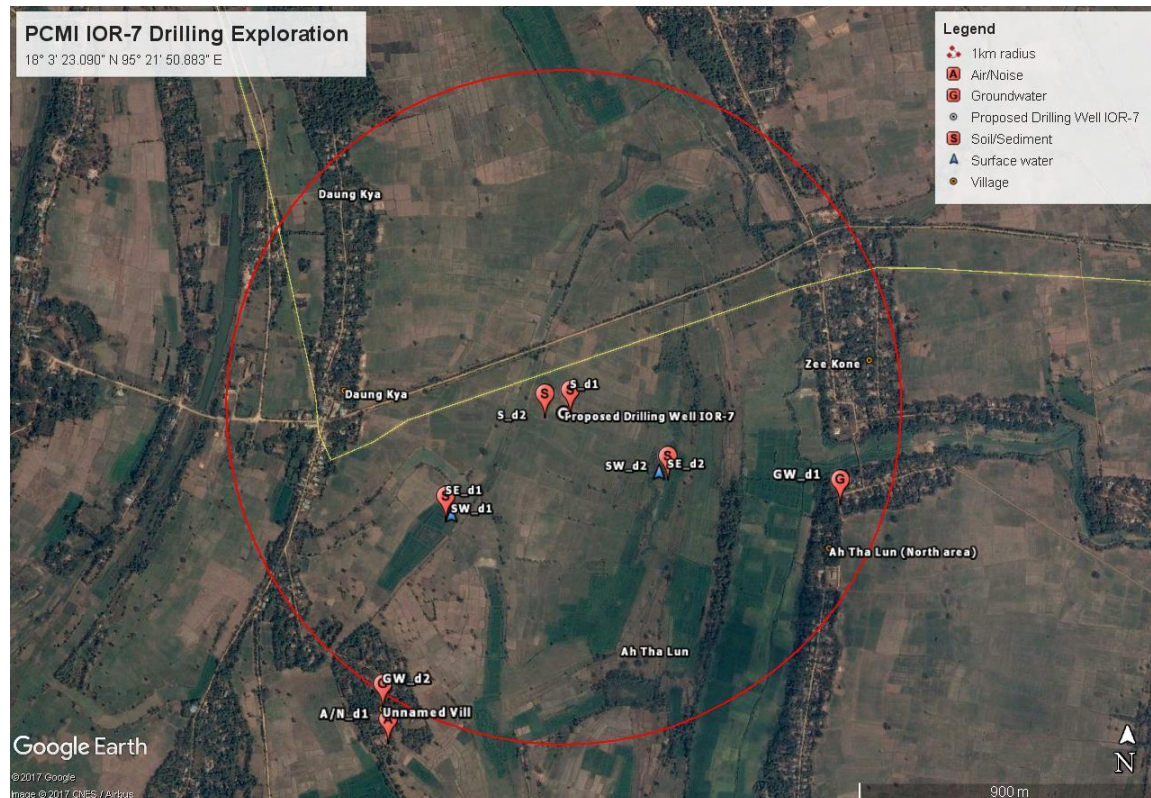 PCMI IOR-7 Drilling Exploration
18° 3' 23.090" N 95° 21' 50.883" E
Legend
1km radius
A Air/Noise
G Groundwater
Proposed Drilling Well IOR-7
S Soil/Sediment
Surface water
Village
Daung Kya
Zee Kone
Daung Kya
S S S_d1
S_d2
Proposed Drilling Well IOR-7
S
SW_d2 SE_d2
GW_d1
G
SE_d1
S
SW_d1
Ah Tha Lun (North area)
Ah Tha Lun
GW_d2
A/N_d1 Unnamed Vill
Google Earth
©2017 Google
Image © 2017 CNES / Airbus
N
900 m